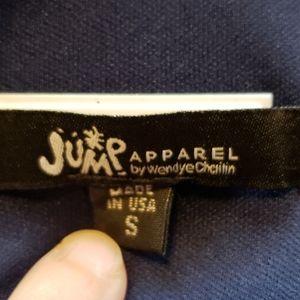 JUMP APPAREL
by Wendye Chaitin
MADE
IN USA
S